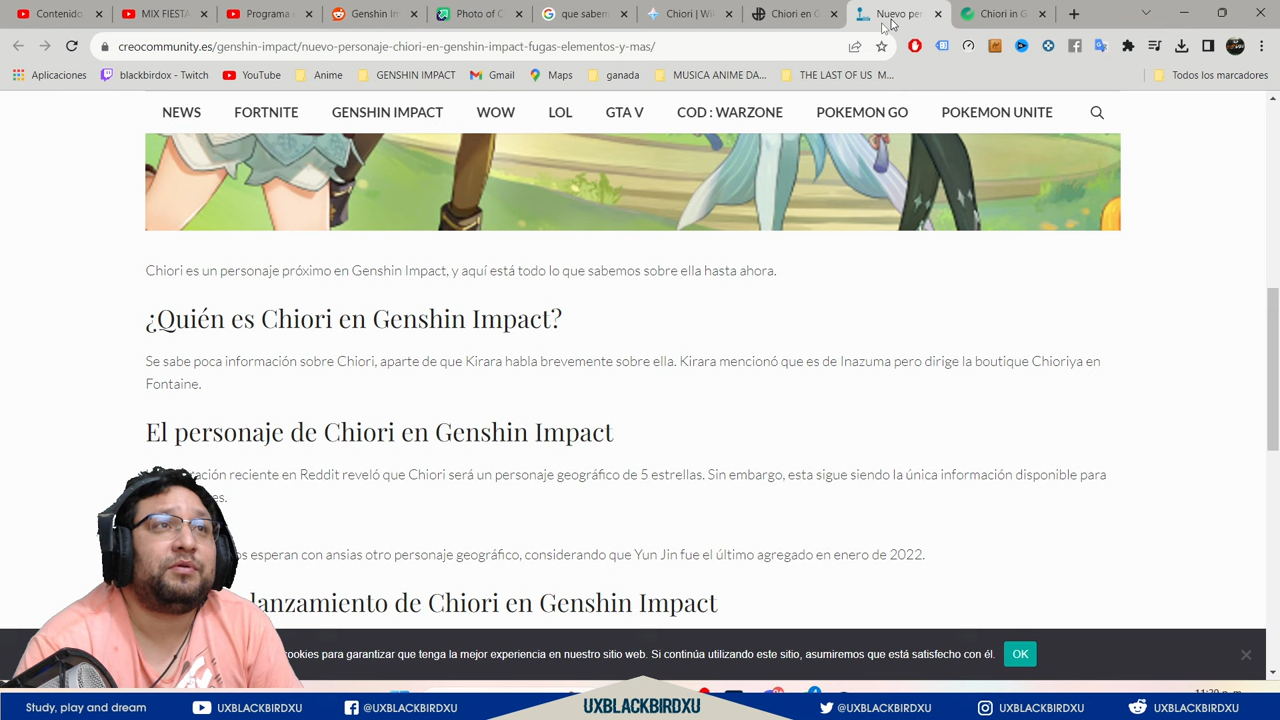 Contenido
MIX FIESTA
Programa
Genshin Im
Photo of C
que sabem
Chiori | Wi
Chiori en G
Nuevo per
Chiori in G
creocommunity.es/genshin-impact/nuevo-personaje-chiori-en-genshin-impact-fugas-elementos-y-mas/
Aplicaciones
blackbirdox - Twitch
YouTube
Anime
GENSHIN IMPACT
Gmail
Maps
ganada
MUSICA ANIME DA...
THE LAST OF US M...
Todos los marcadores
NEWS
FORTNITE
GENSHIN IMPACT
WOW
LOL
GTA V
COD : WARZONE
POKEMON GO
POKEMON UNITE
Chiori es un personaje próximo en Genshin Impact, y aquí está todo lo que sabemos sobre ella hasta ahora.
¿Quién es Chiori en Genshin Impact?
Se sabe poca información sobre Chiori, aparte de que Kirara habla brevemente sobre ella. Kirara mencionó que es de Inazuma pero dirige la boutique Chioriya en
Fontaine.
El personaje de Chiori en Genshin Impact
reciente en Reddit reveló que Chiori será un personaje geográfico de 5 estrellas. Sin embargo, esta sigue siendo la única información disponible para
esperan con ansias otro personaje geográfico, considerando que Yun Jin fue el último agregado en enero de 2022.
lanzamiento de Chiori en Genshin Impact
cookies para garantizar que tenga la mejor experiencia en nuestro sitio web. Si continúa utilizando este sitio, asumiremos que está satisfecho con él.
OK
Study, play and dream
UXBLACKBIRDXU
@UXBLACKBIRDXU
UXBLACKBIRDXU
@UXBLACKBIRDXU
UXBLACKBIRDXU
UXBLACKBIRDXU